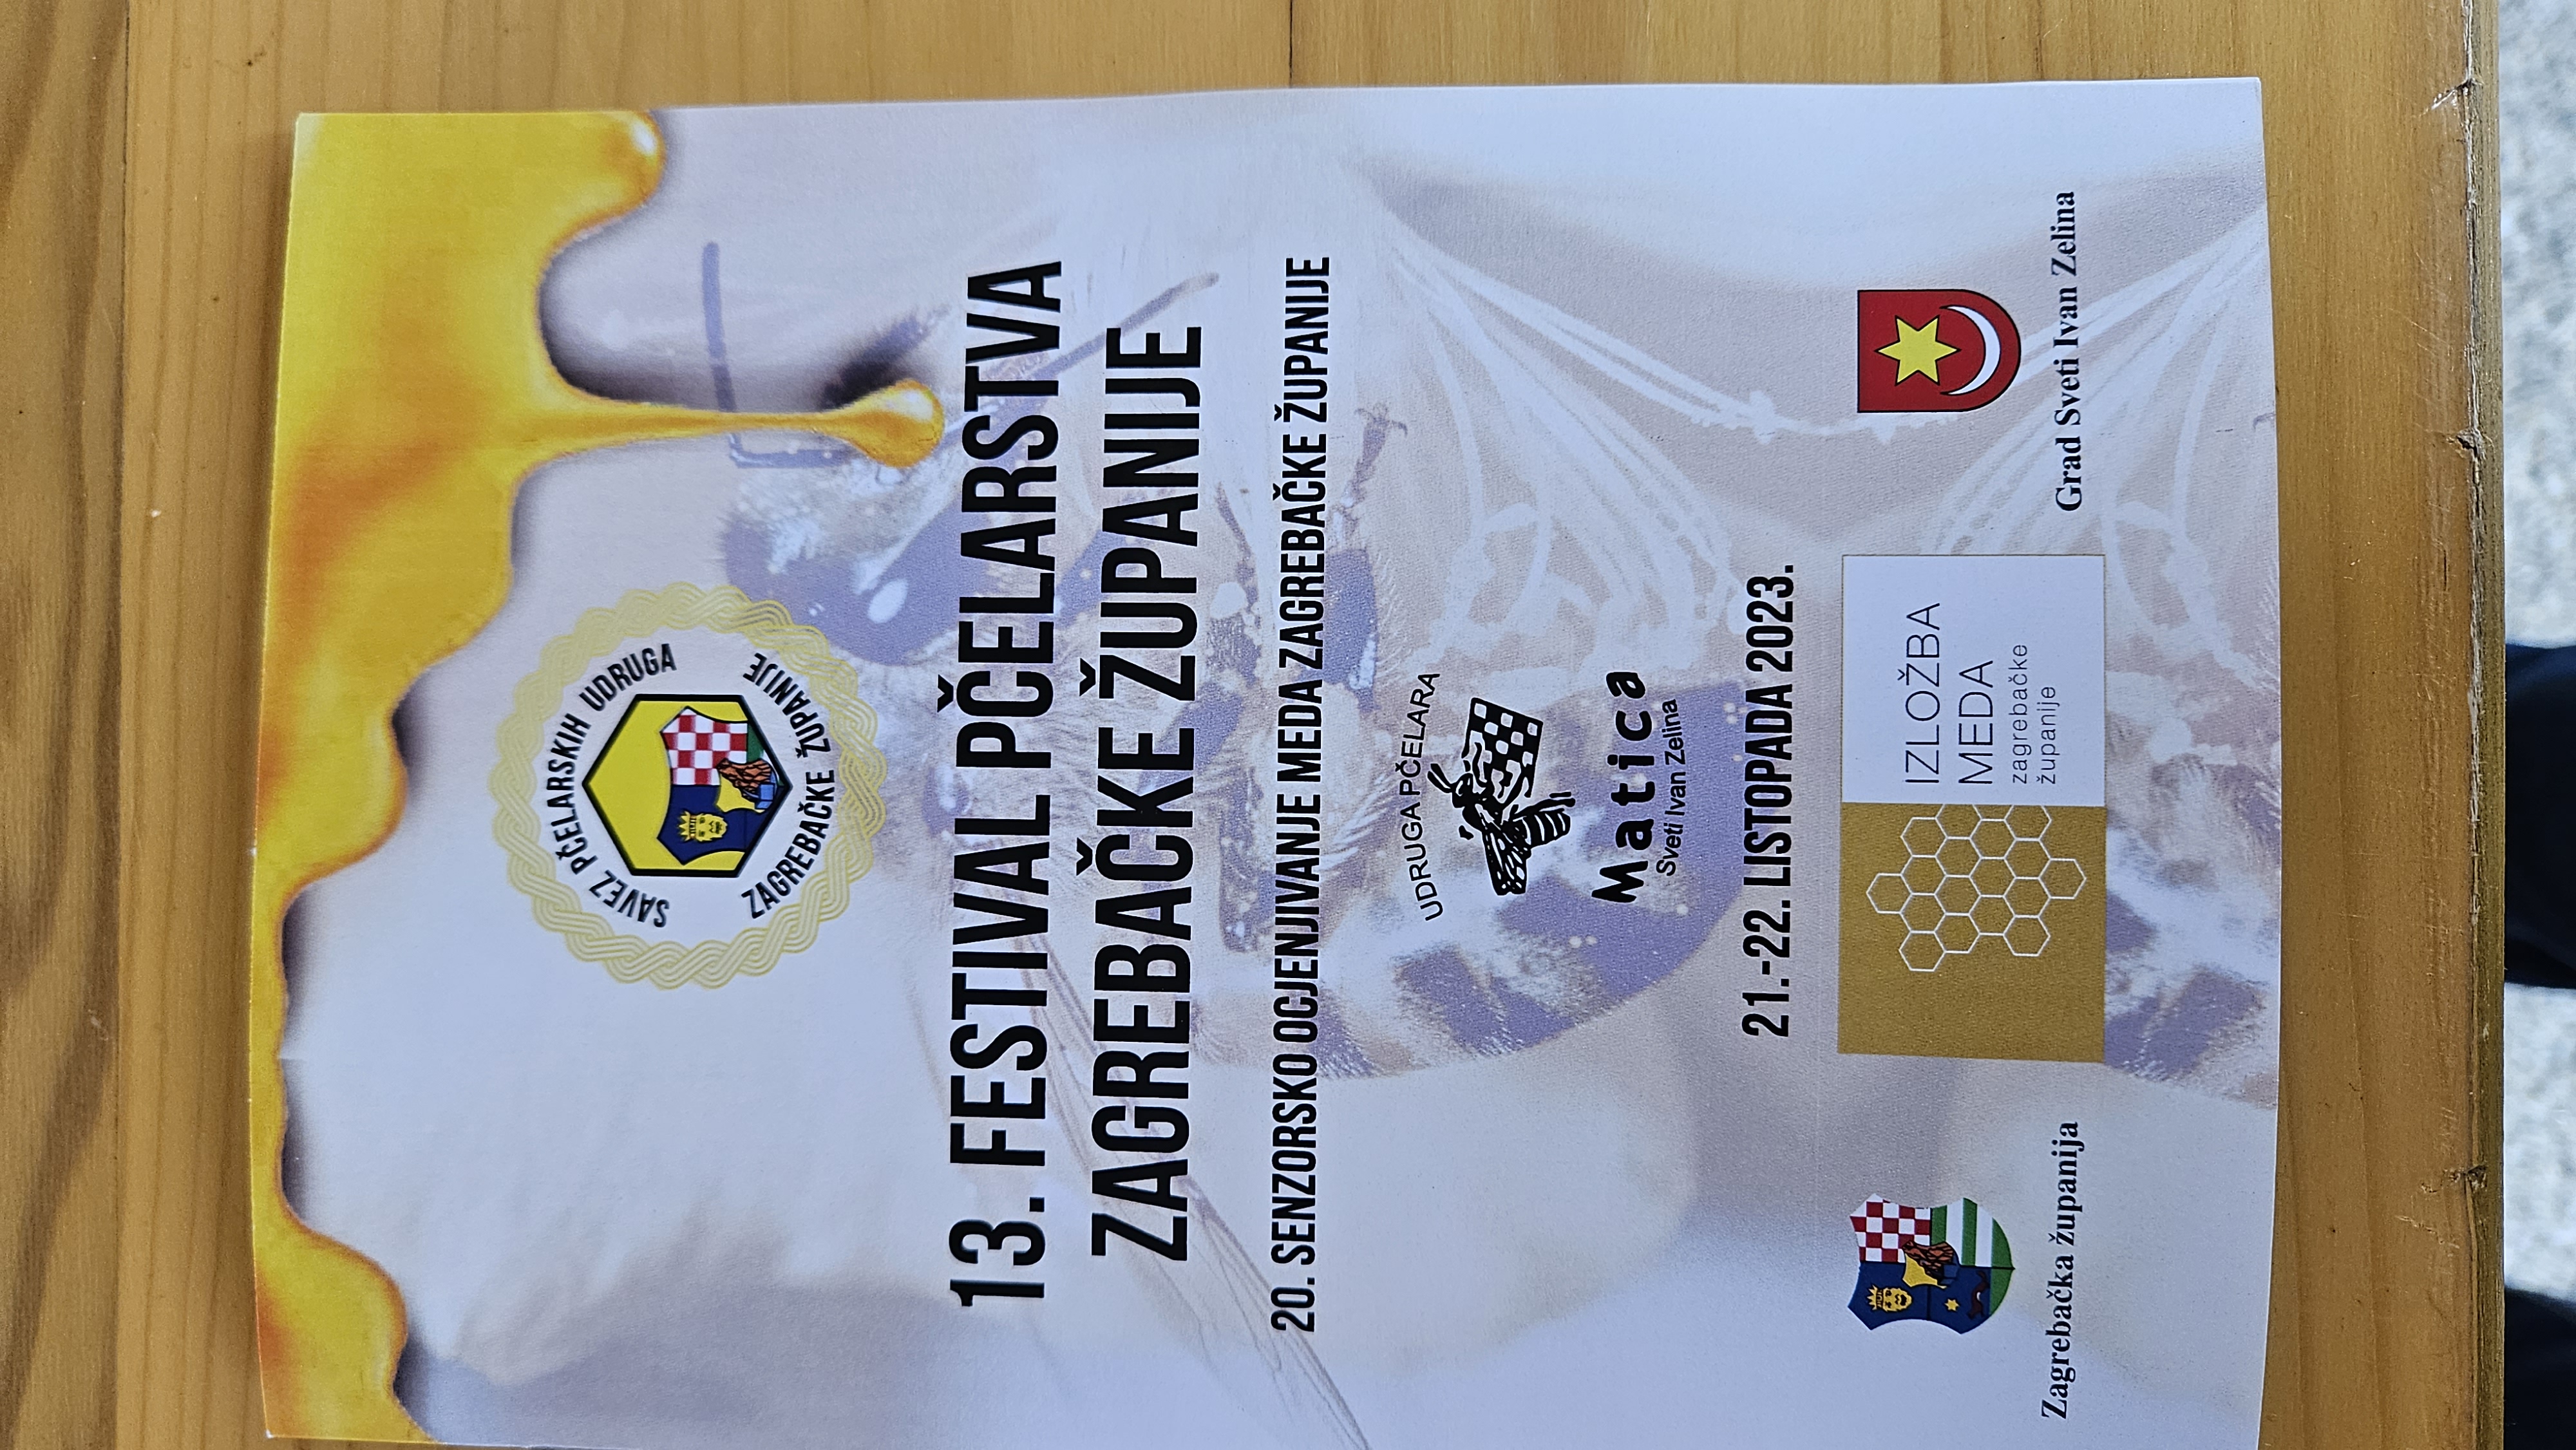 SAVEZ PČELARSKIH UDRUGA
ZAGREBAČKE ŽUPANIJE
13. FESTIVAL PČELARSTVA
ZAGREBAČKE ŽUPANIJE
20. SENZORSKO OCJENJIVANJE MEDA ZAGREBAČKE ŽUPANIJE
UDRUGA PČELARA
Matica
Sveti Ivan Zelina
21.-22. LISTOPADA 2023.
Zagrebačka županija
IZLOŽBA
MEDA
zagrebačke
županije
Grad Sveti Ivan Zelina